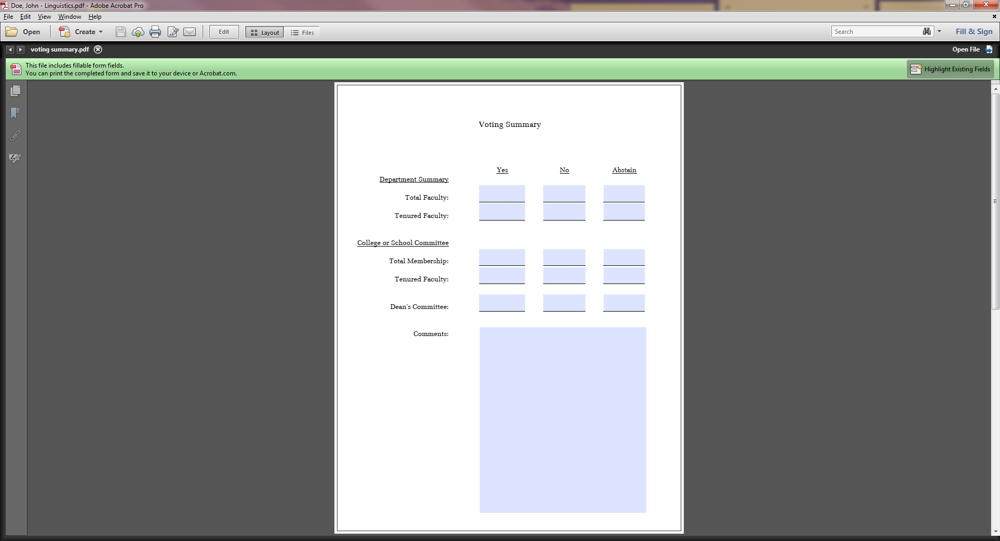 Doe, John - Linguistics.pdf - Adobe Acrobat Pro
File Edit View Window Help
Open Create Edit Layout Files Search Fill & Sign
voting summary.pdf Open File
This file includes fillable form fields.
You can print the completed form and save it to your device or Acrobat.com.
Highlight Existing Fields
Voting Summary
Yes No Abstain
Department Summary
Total Faculty:
Tenured Faculty:
College or School Committee
Total Membership:
Tenured Faculty:
Dean's Committee:
Comments: